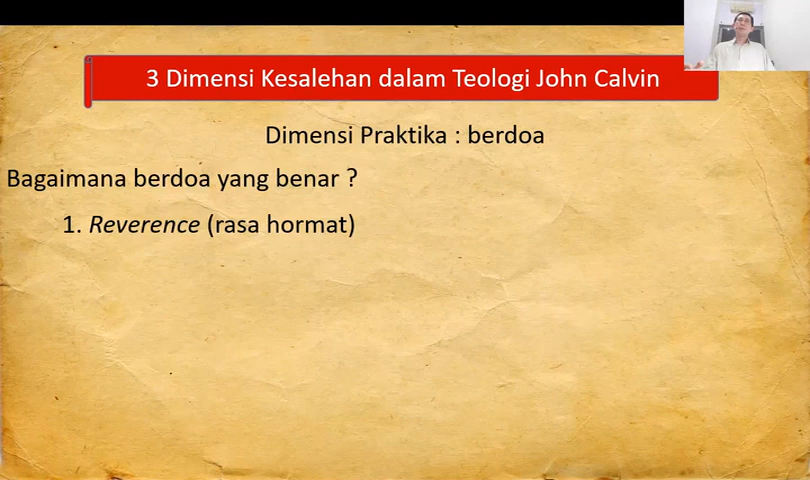 3 Dimensi Kesalehan dalam Teologi John Calvin
Dimensi Praktika : berdoa
Bagaimana berdoa yang benar ?
1. Reverence (rasa hormat)